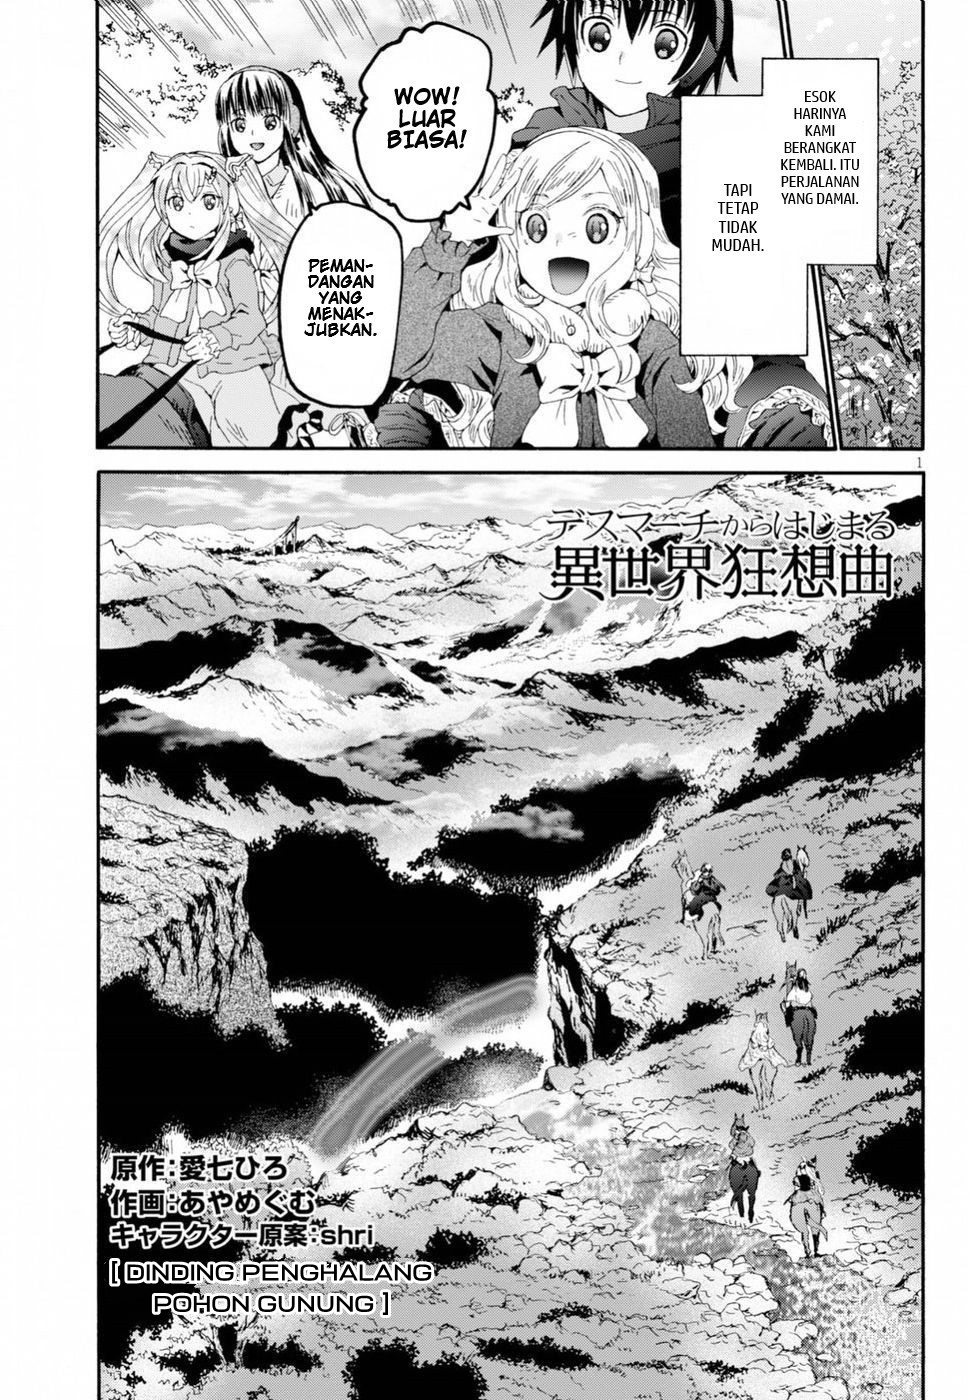 ESOK
HARINYA
KAMI
BERANGKAT
KEMBALI. ITU
PERJALANAN
YANG DAMAI.
TAPI
TETAP
TIDAK
MUDAH.
WOW!
LUAR
BIASA!
PEMAN-
DANGAN
YANG
MENAK-
JUBKAN.
1
デスマーチからはじまる
異世界狂想曲
原作:愛七ひろ
作画:あやめぐむ
キャラクター原案:shri
[ DINDING PENGHALANG
POHON GUNUNG ]